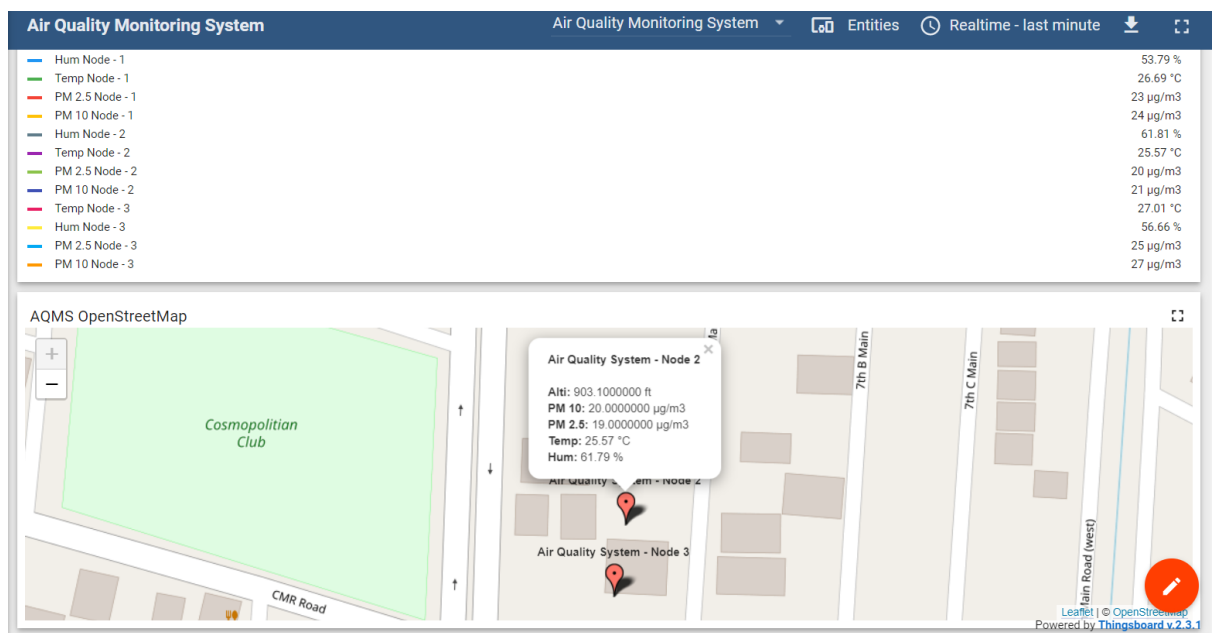 Air Quality Monitoring System
Air Quality Monitoring System
Entities
Realtime - last minute
Hum Node - 1 53.79 %
Temp Node - 1 26.69 °C
PM 2.5 Node - 1 23 µg/m3
PM 10 Node - 1 24 µg/m3
Hum Node - 2 61.81 %
Temp Node - 2 25.57 °C
PM 2.5 Node - 2 20 µg/m3
PM 10 Node - 2 21 µg/m3
Temp Node - 3 27.01 °C
Hum Node - 3 56.66 %
PM 2.5 Node - 3 25 µg/m3
PM 10 Node - 3 27 µg/m3
AQMS OpenStreetMap
+
−
Cosmopolitian
Club
Air Quality System - Node 2
×
Alti: 903.1000000 ft
PM 10: 20.0000000 µg/m3
PM 2.5: 19.0000000 µg/m3
Temp: 25.57 °C
Hum: 61.79 %
7th B Main
7th C Main
Air Quality System - Node 3
CMR Road
Main Road (west)
Leaflet | © OpenStreetMap
Powered by Thingsboard v.2.3.1